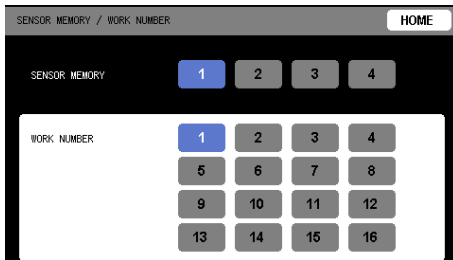 SENSOR MEMORY / WORK NUMBER HOME
SENSOR MEMORY 1 2 3 4
WORK NUMBER 1 2 3 4
5 6 7 8
9 10 11 12
13 14 15 16